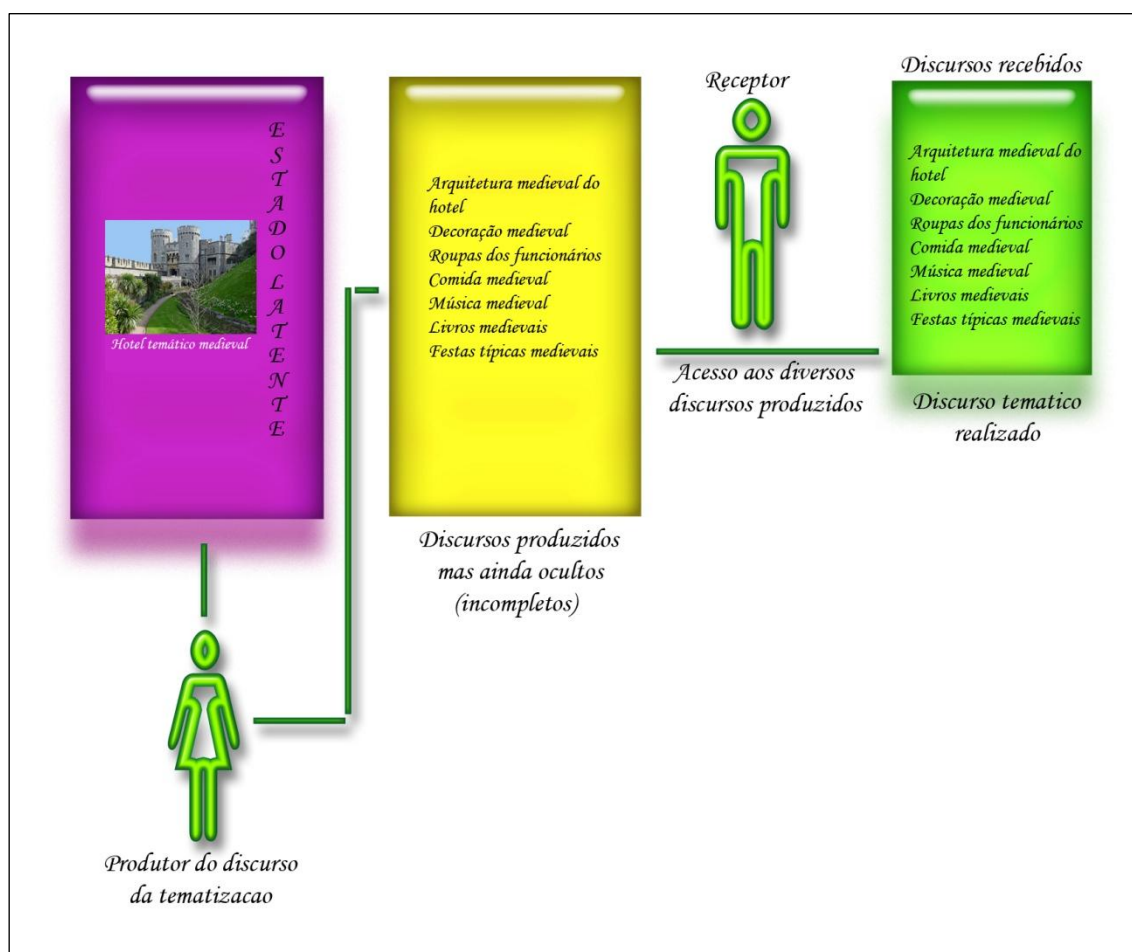 ESTADO LATENTE
Hotel temático medieval
Produtor do discurso
da tematizacao
Arquitetura medieval do
hotel
Decoração medieval
Roupas dos funcionários
Comida medieval
Música medieval
Livros medievais
Festas típicas medievais
Discursos produzidos
mas ainda ocultos
(incompletos)
Receptor
Acesso aos diversos
discursos produzidos
Discursos recebidos
Arquitetura medieval do
hotel
Decoração medieval
Roupas dos funcionários
Comida medieval
Música medieval
Livros medievais
Festas típicas medievais
Discurso tematico
realizado